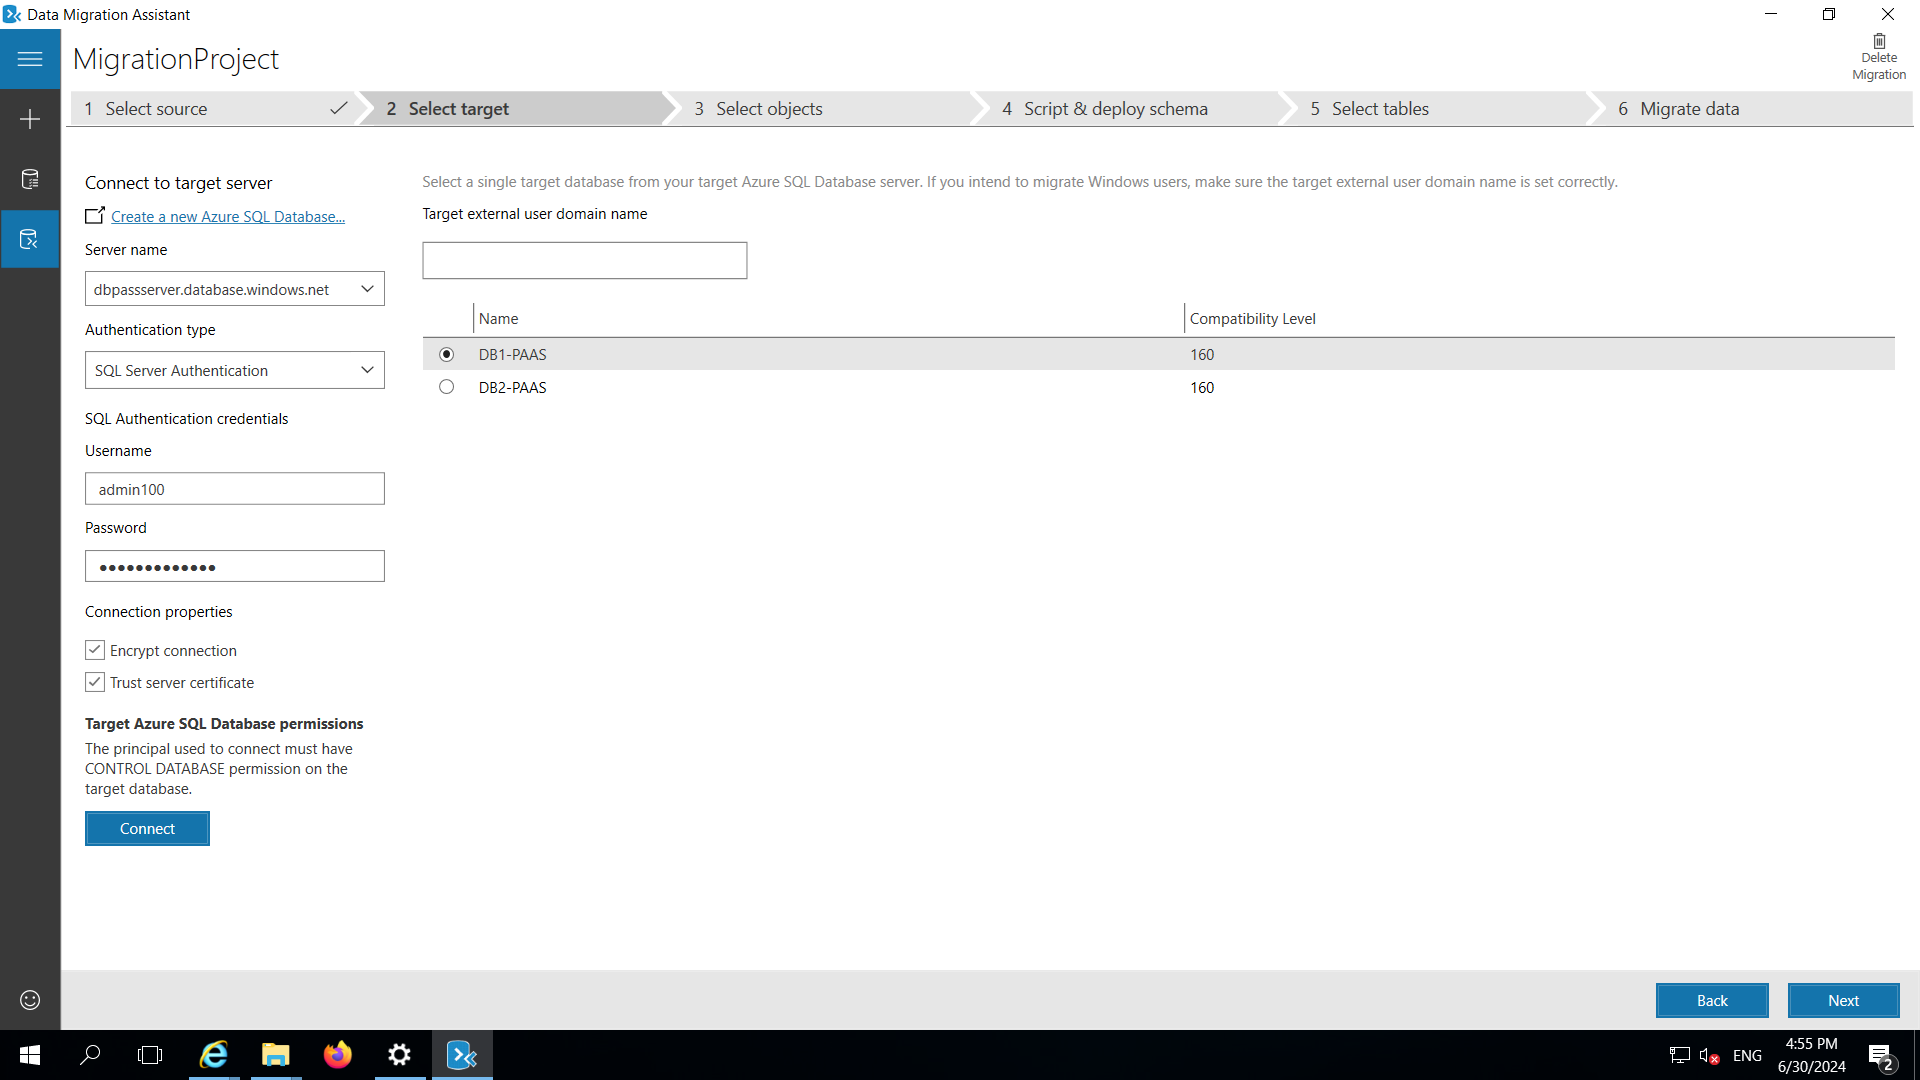 Data Migration Assistant
MigrationProject
Delete
Migration
1 Select source
2 Select target
3 Select objects
4 Script & deploy schema
5 Select tables
6 Migrate data
Connect to target server
Create a new Azure SQL Database...
Server name
dbpassserver.database.windows.net
Authentication type
SQL Server Authentication
SQL Authentication credentials
Username
admin100
Password
•••••••••••••
Connection properties
Encrypt connection
Trust server certificate
Target Azure SQL Database permissions
The principal used to connect must have
CONTROL DATABASE permission on the
target database.
Connect
Select a single target database from your target Azure SQL Database server. If you intend to migrate Windows users, make sure the target external user domain name is set correctly.
Target external user domain name
Name Compatibility Level
DB1-PAAS 160
DB2-PAAS 160
Back
Next
ENG
4:55 PM
6/30/2024
2